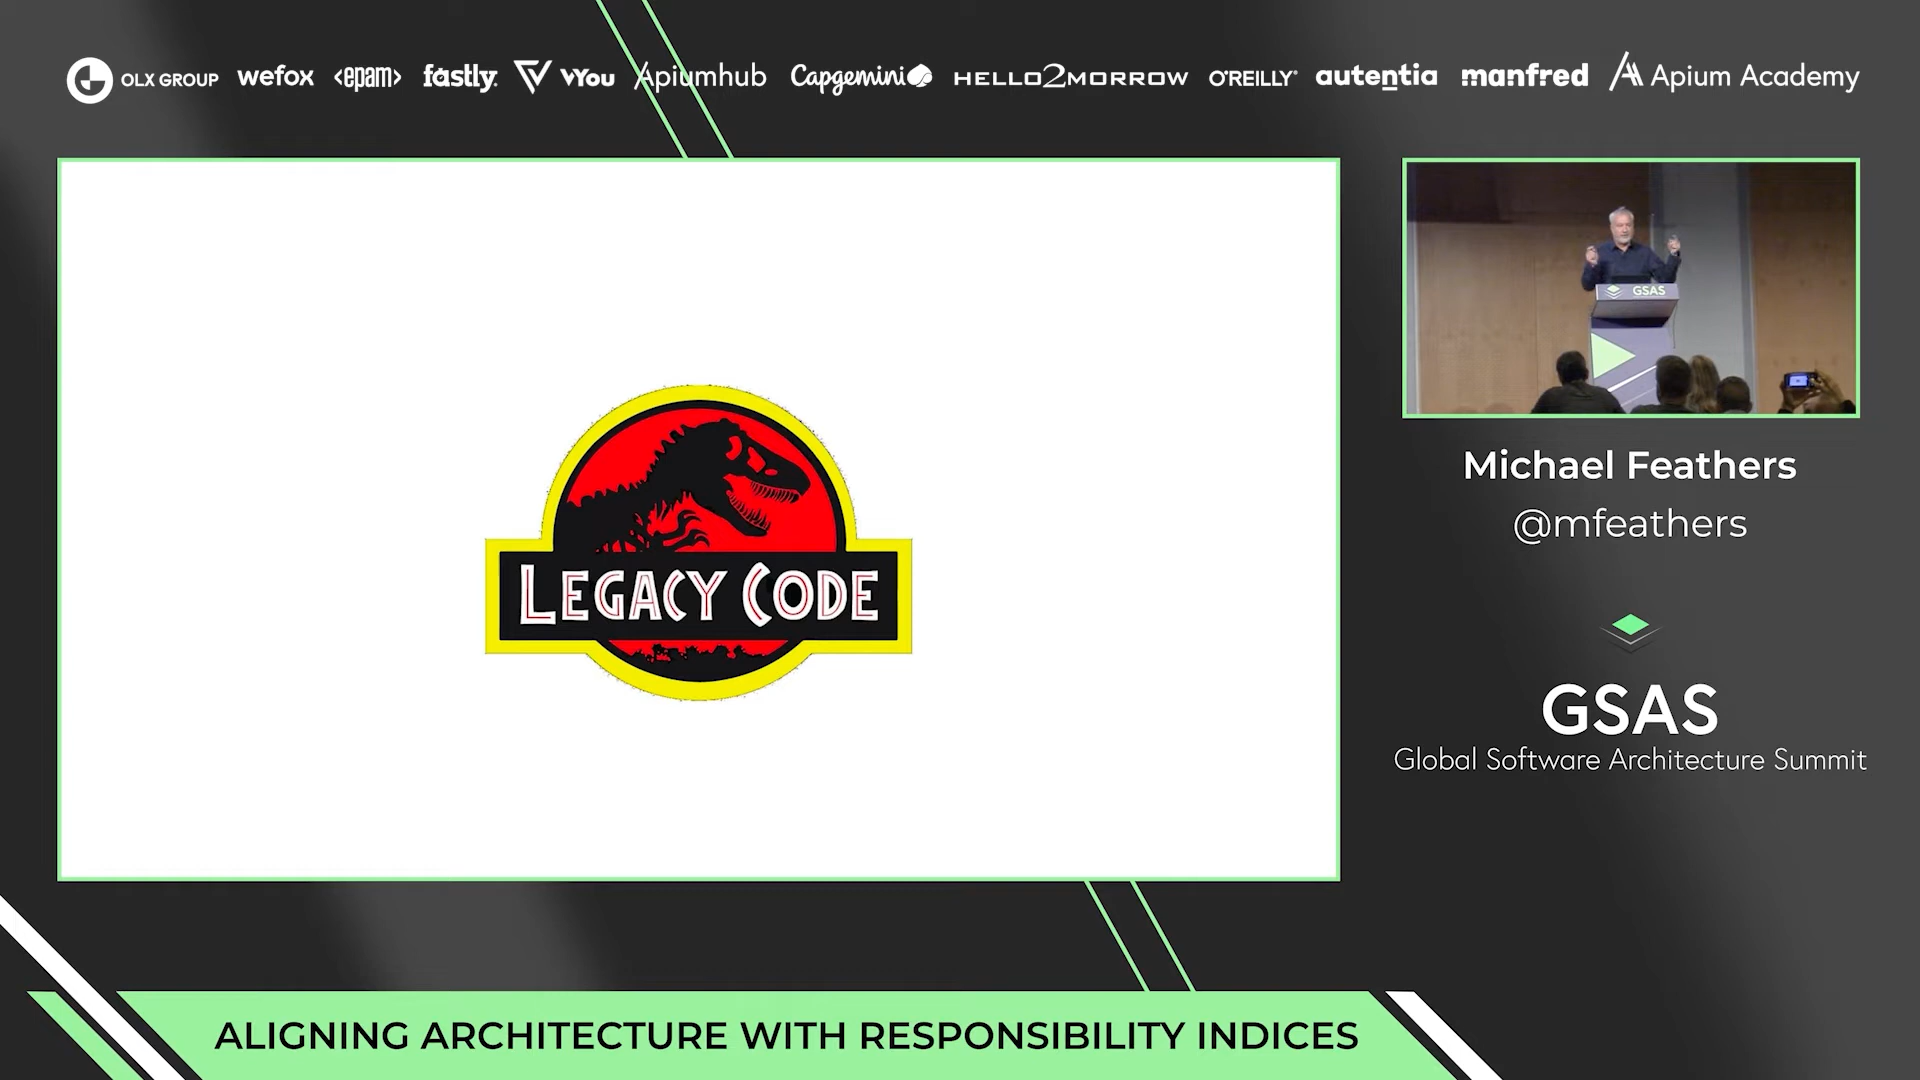 OLX GROUP wefox <epam> fastly VYou Apiumhub Capgemini HELLO2MORROW O'REILLY autentia manfred Apium Academy
LEGACY CODE
GSAS
Michael Feathers
@mfeathers
GSAS
Global Software Architecture Summit
ALIGNING ARCHITECTURE WITH RESPONSIBILITY INDICES